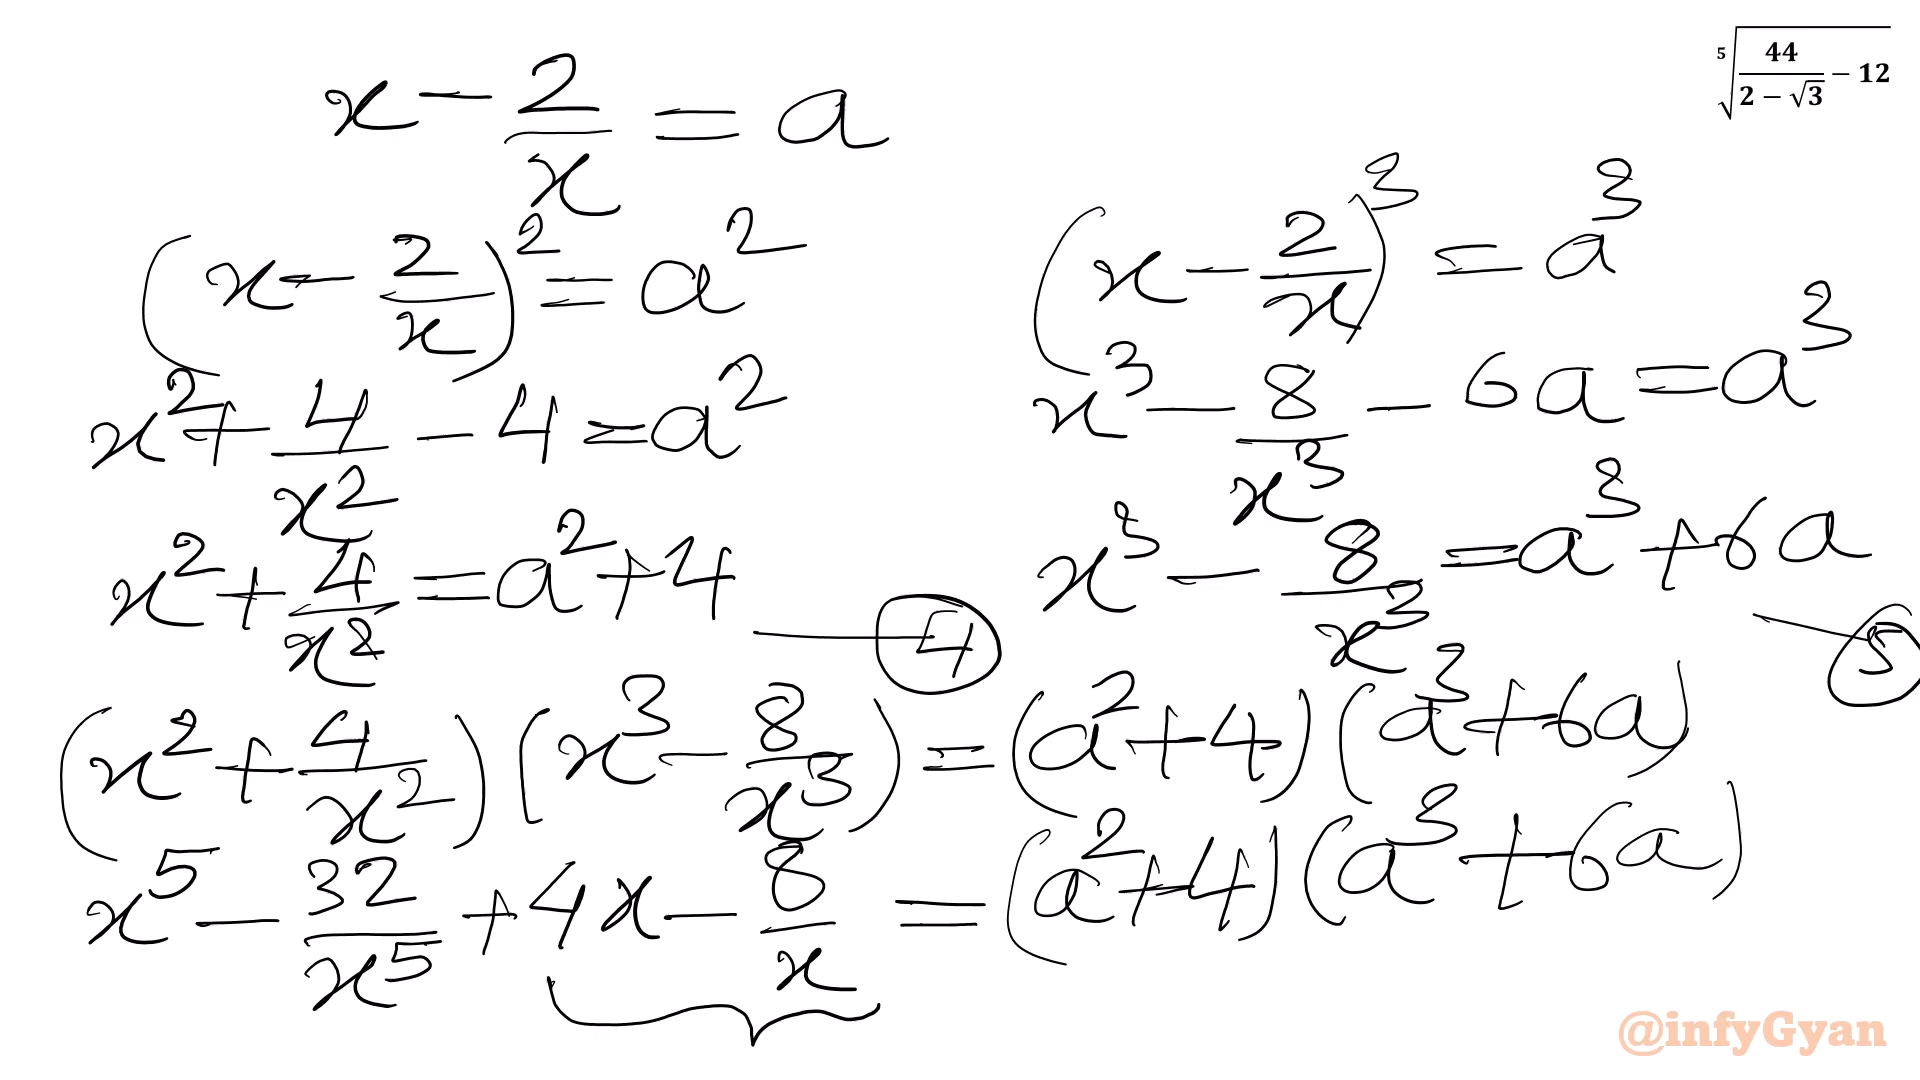 ⁵√(44/(2 − √3) − 12)
x − 2/x = a
(x − 2/x)² = a²
x² + 4/x² − 4 = a²
x² + 4/x² = a² + 4 —— ④
(x − 2/x)³ = a³
x³ − 8/x³ − 6a = a³
x³ − 8/x³ = a³ + 6a —— ⑤
(x² + 4/x²)(x³ − 8/x³) = (a² + 4)(a³ + 6a)
x⁵ − 32/x⁵ + 4x − 8/x = (a² + 4)(a³ + 6a)
@infyGyan